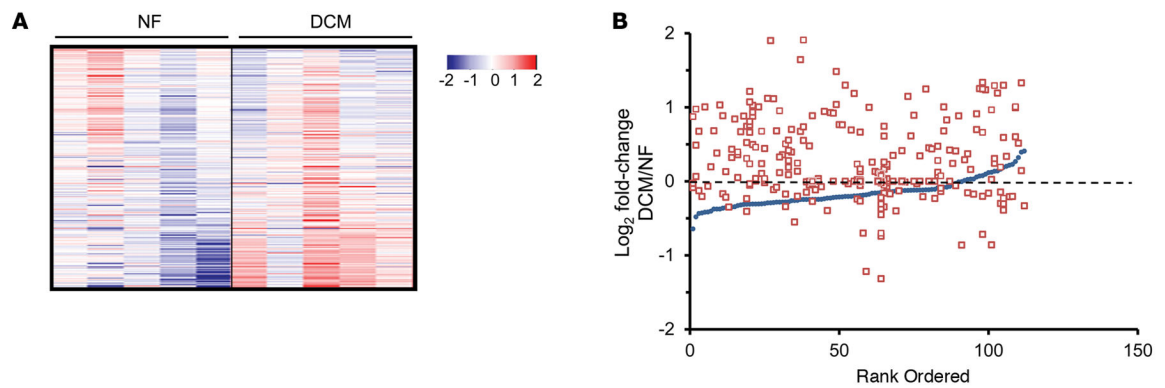 A
NF DCM
-2 -1 0 1 2
B
Log2 fold-change
DCM/NF
2
1
0
-1
-2
0 50 100 150
Rank Ordered